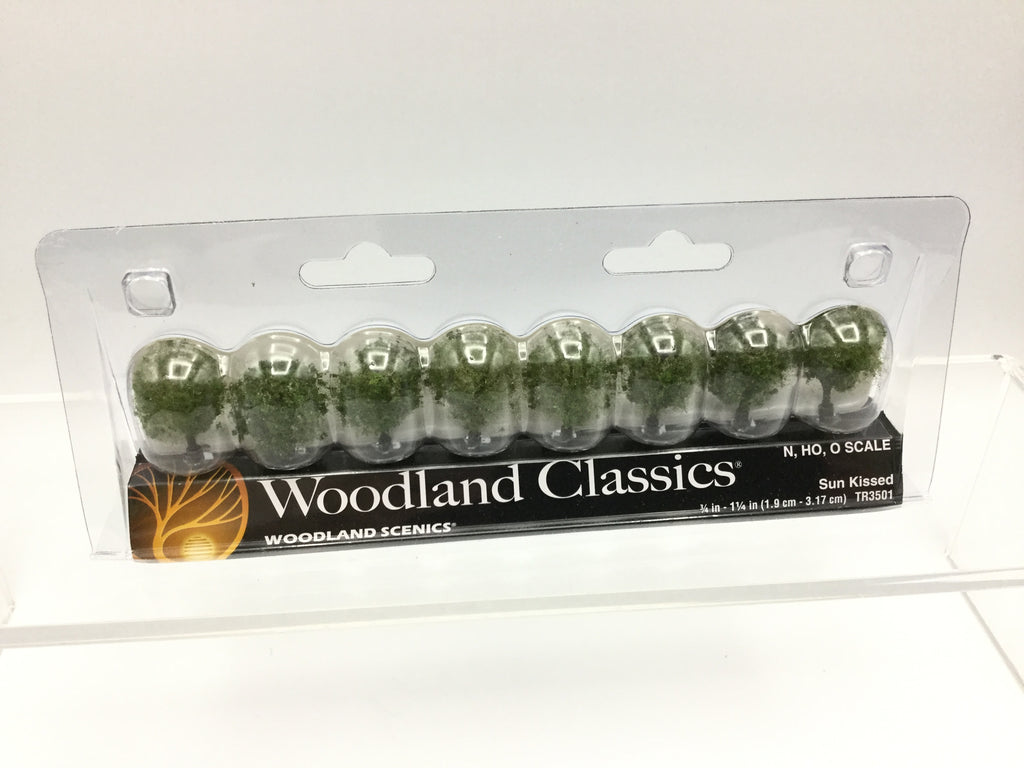 Woodland Classics®
WOODLAND SCENICS®
N, HO, O SCALE
Sun Kissed
¾ in - 1¼ in (1.9 cm - 3.17 cm) TR3501